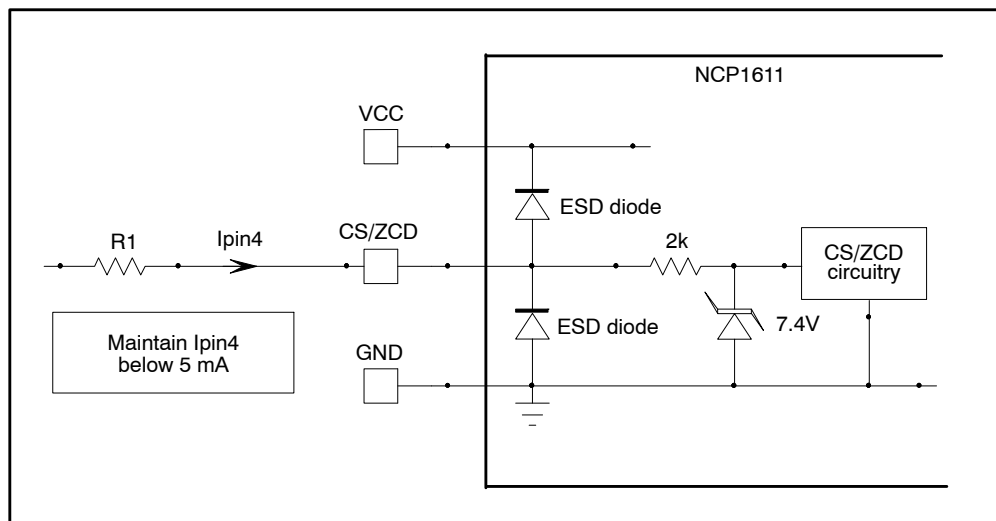 NCP1611
VCC
ESD diode
R1
Ipin4
CS/ZCD
2k
CS/ZCD
circuitry
ESD diode
7.4V
Maintain Ipin4
below 5 mA
GND